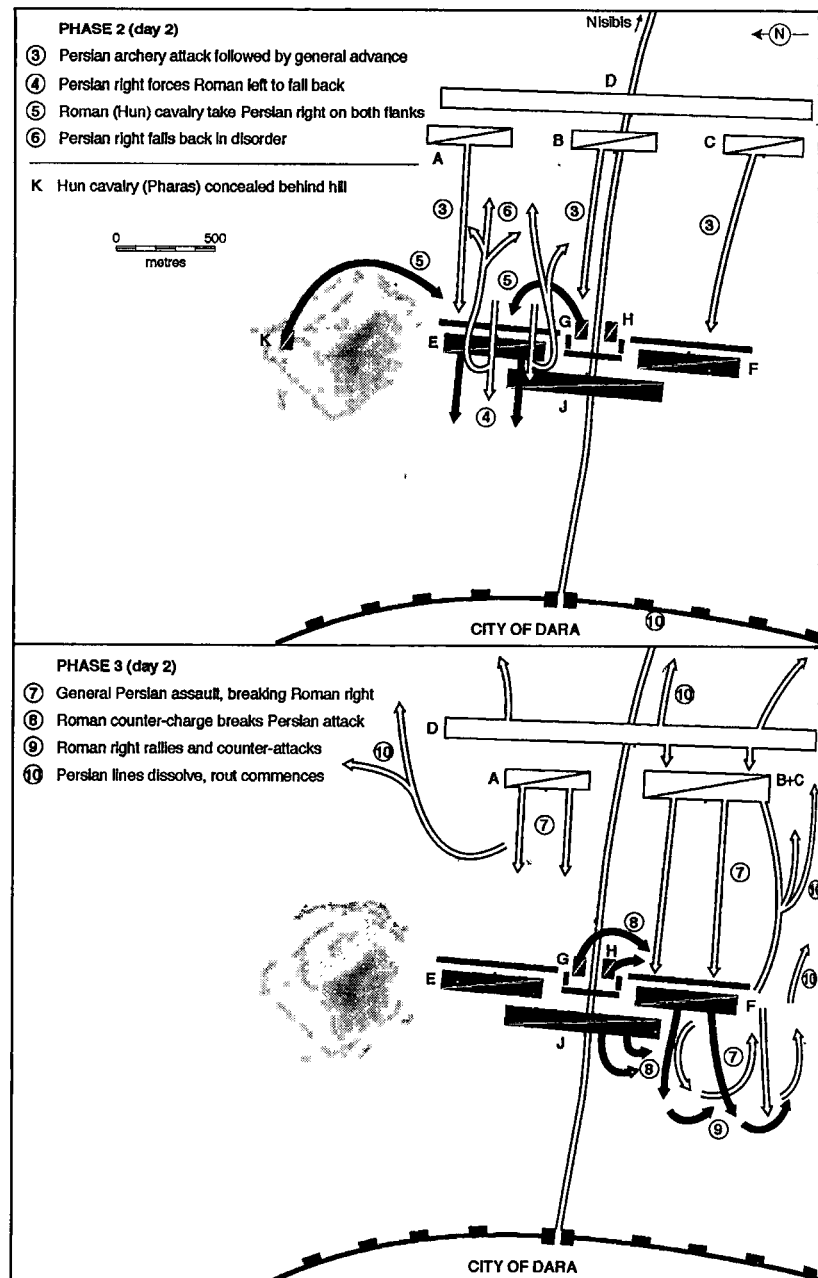 PHASE 2 (day 2)
③ Persian archery attack followed by general advance
④ Persian right forces Roman left to fall back
⑤ Roman (Hun) cavalry take Persian right on both flanks
⑥ Persian right falls back in disorder
K Hun cavalry (Pharas) concealed behind hill
0 500
metres
Nisibis
N
D
A
B
C
③
⑥
③
③
⑤
⑤
K
E
G
H
F
J
④
⑩
CITY OF DARA
PHASE 3 (day 2)
⑦ General Persian assault, breaking Roman right
⑧ Roman counter-charge breaks Persian attack
⑨ Roman right rallies and counter-attacks
⑩ Persian lines dissolve, rout commences
⑩
D
⑩
A
B+C
⑦
⑦
⑩
⑧
G
H
E
F
⑩
J
⑧
⑦
⑨
CITY OF DARA